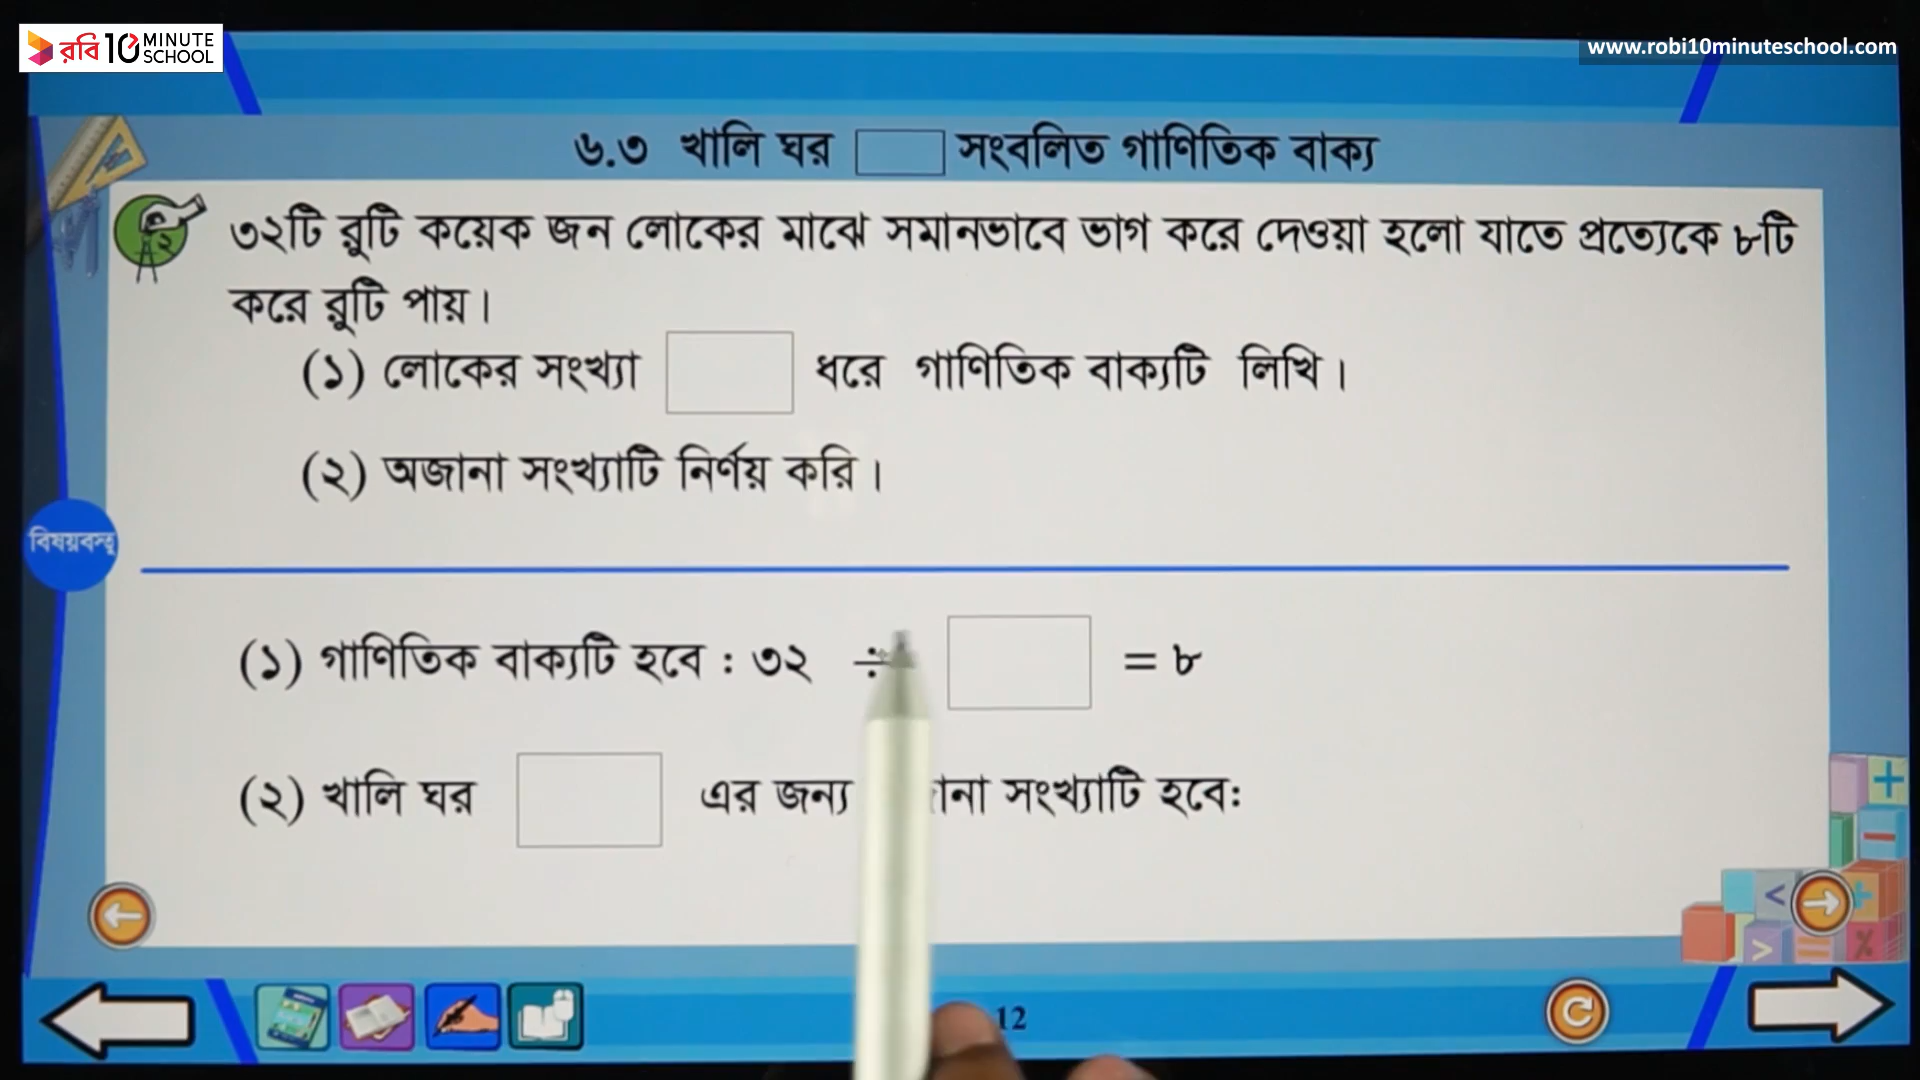 রবি 10 MINUTE SCHOOL
www.robi10minuteschool.com
৬.৩ খালি ঘর সংবলিত গাণিতিক বাক্য
২
৩২টি রুটি কয়েক জন লোকের মাঝে সমানভাবে ভাগ করে দেওয়া হলো যাতে প্রত্যেকে ৮টি
করে রুটি পায়।
(১) লোকের সংখ্যা ধরে গাণিতিক বাক্যটি লিখি।
(২) অজানা সংখ্যাটি নির্ণয় করি।
বিষয়বস্তু
(১) গাণিতিক বাক্যটি হবে : ৩২ ÷ = ৮
(২) খালি ঘর এর জন্য সংখ্যাটি হবেঃ
12